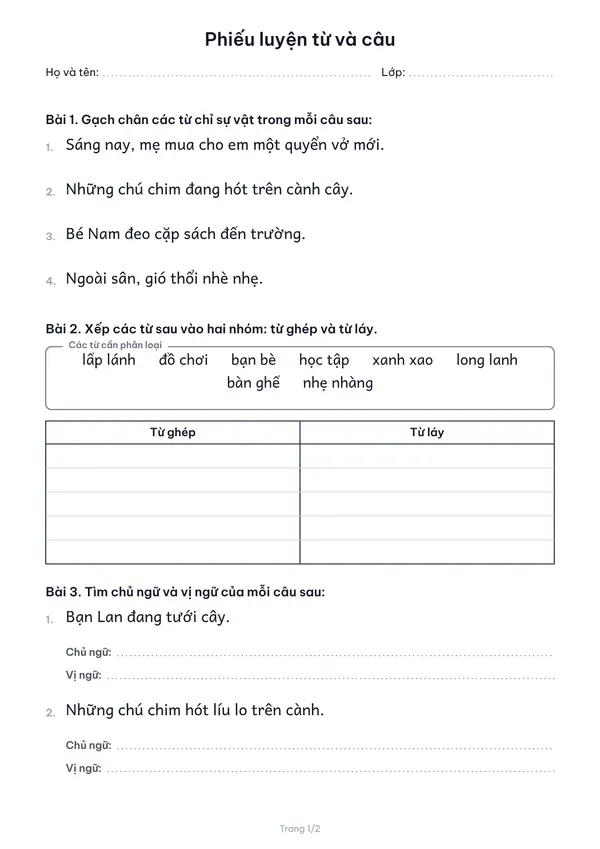 Phiếu luyện từ và câu
Họ và tên: Lớp:
Bài 1. Gạch chân các từ chỉ sự vật trong mỗi câu sau:
1. Sáng nay, mẹ mua cho em một quyển vở mới.
2. Những chú chim đang hót trên cành cây.
3. Bé Nam đeo cặp sách đến trường.
4. Ngoài sân, gió thổi nhè nhẹ.
Bài 2. Xếp các từ sau vào hai nhóm: từ ghép và từ láy.
Các từ cần phân loại
lấp lánh đồ chơi bạn bè học tập xanh xao long lanh
bàn ghế nhẹ nhàng
Từ ghép Từ láy
Bài 3. Tìm chủ ngữ và vị ngữ của mỗi câu sau:
1. Bạn Lan đang tưới cây.
Chủ ngữ:
Vị ngữ:
2. Những chú chim hót líu lo trên cành.
Chủ ngữ:
Vị ngữ:
Trang 1/2